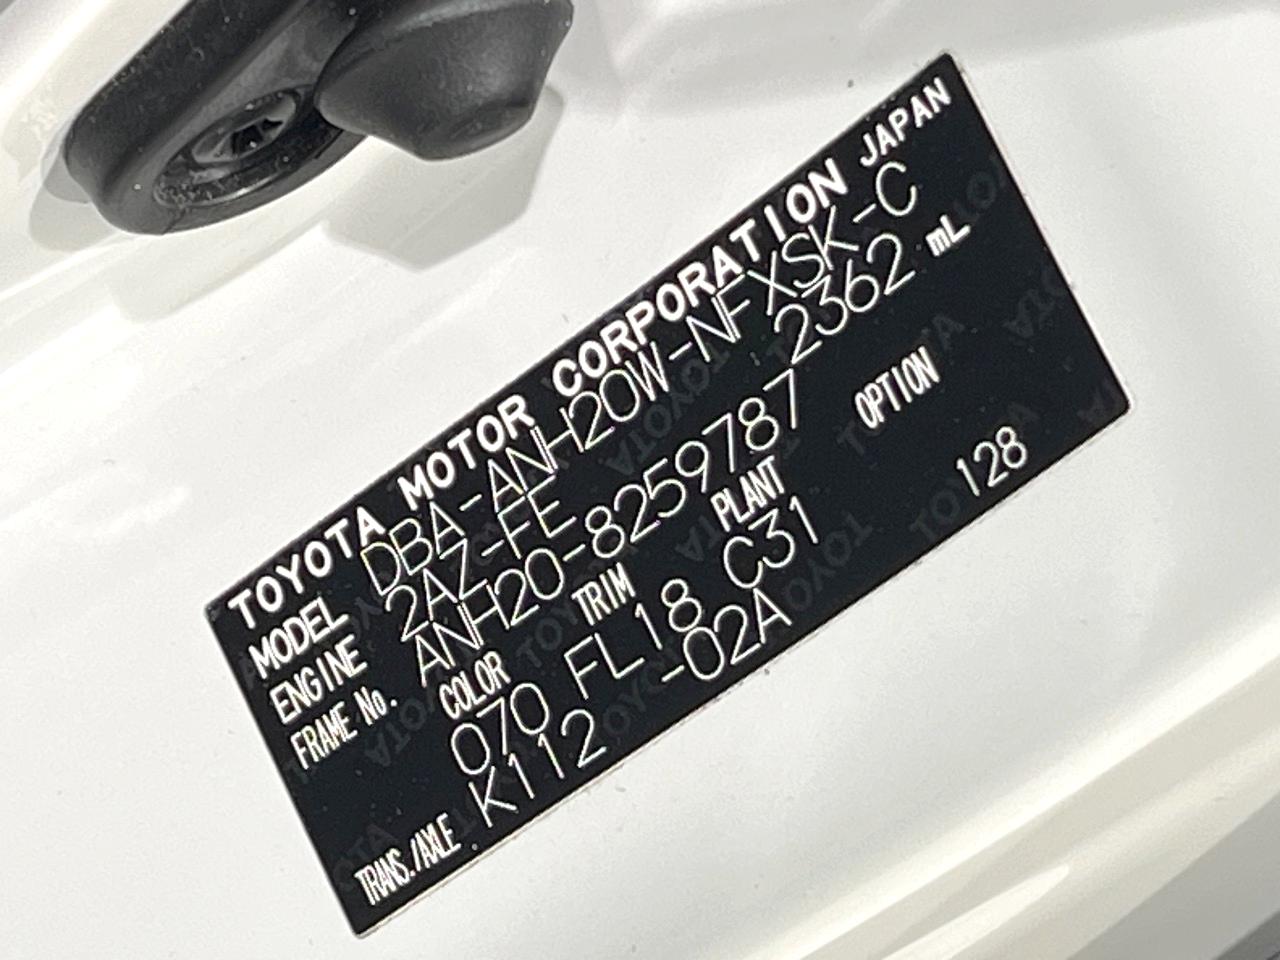 TOYOTA MOTOR CORPORATION JAPAN
MODEL DBA-ANH20W-NFXSK-C
ENGINE 2AZ-FE 2362 mL
FRAME No. ANH20-8259787
COLOR TRIM PLANT OPTION
070 FL18 C31 128
TRANS./AXLE K112 -02A